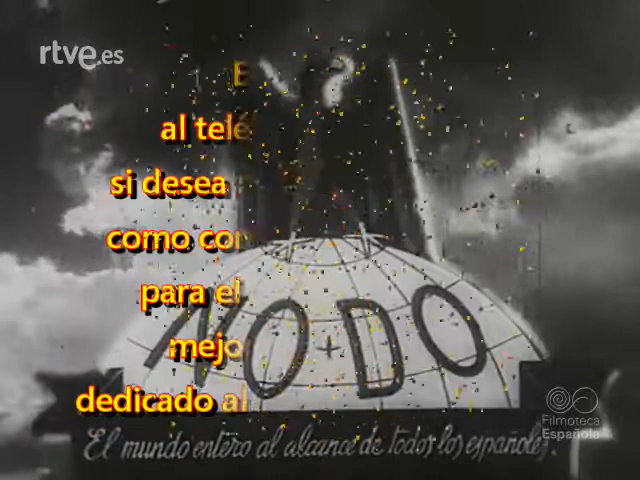 rtve.es
al telé
si desea
como con
para el
mejo
dedicado al
NO+DO
El mundo entero al alcance de todos los españoles.
Filmoteca
Española